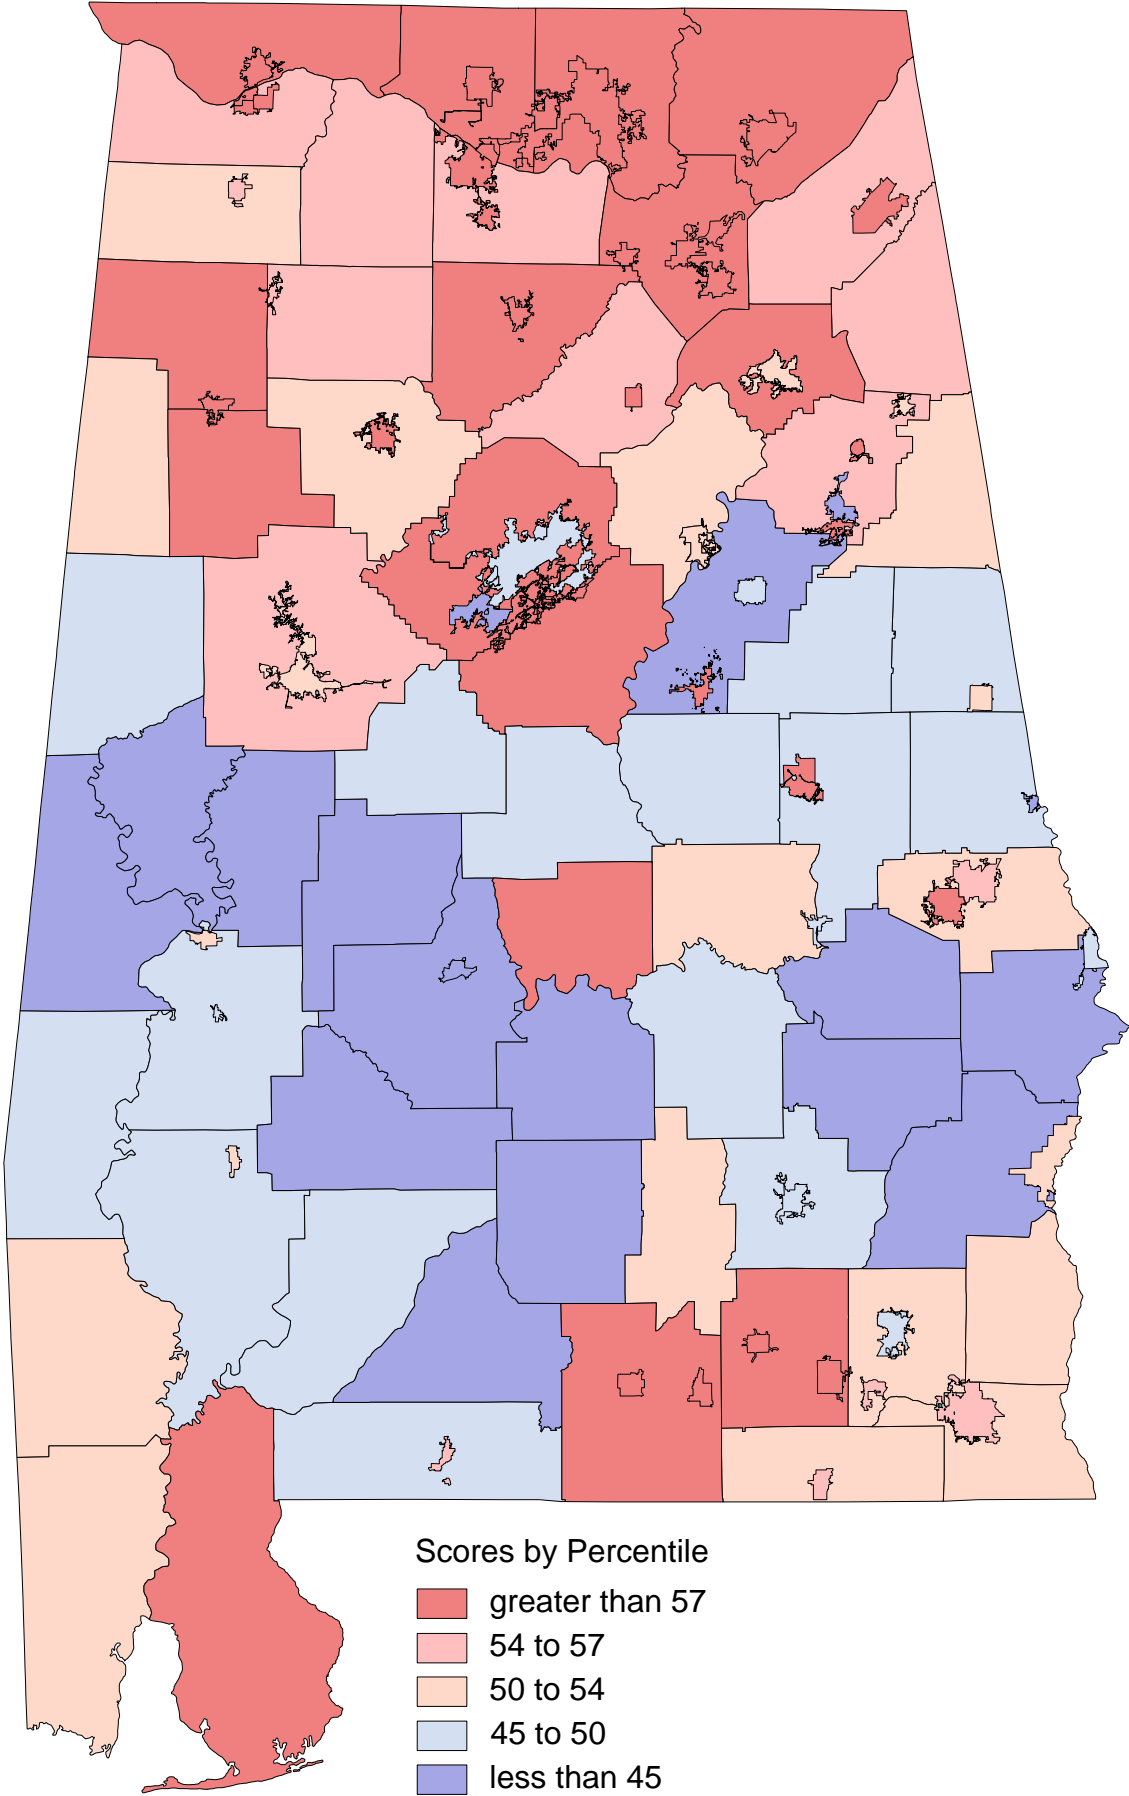 Scores by Percentile
greater than 57
54 to 57
50 to 54
45 to 50
less than 45